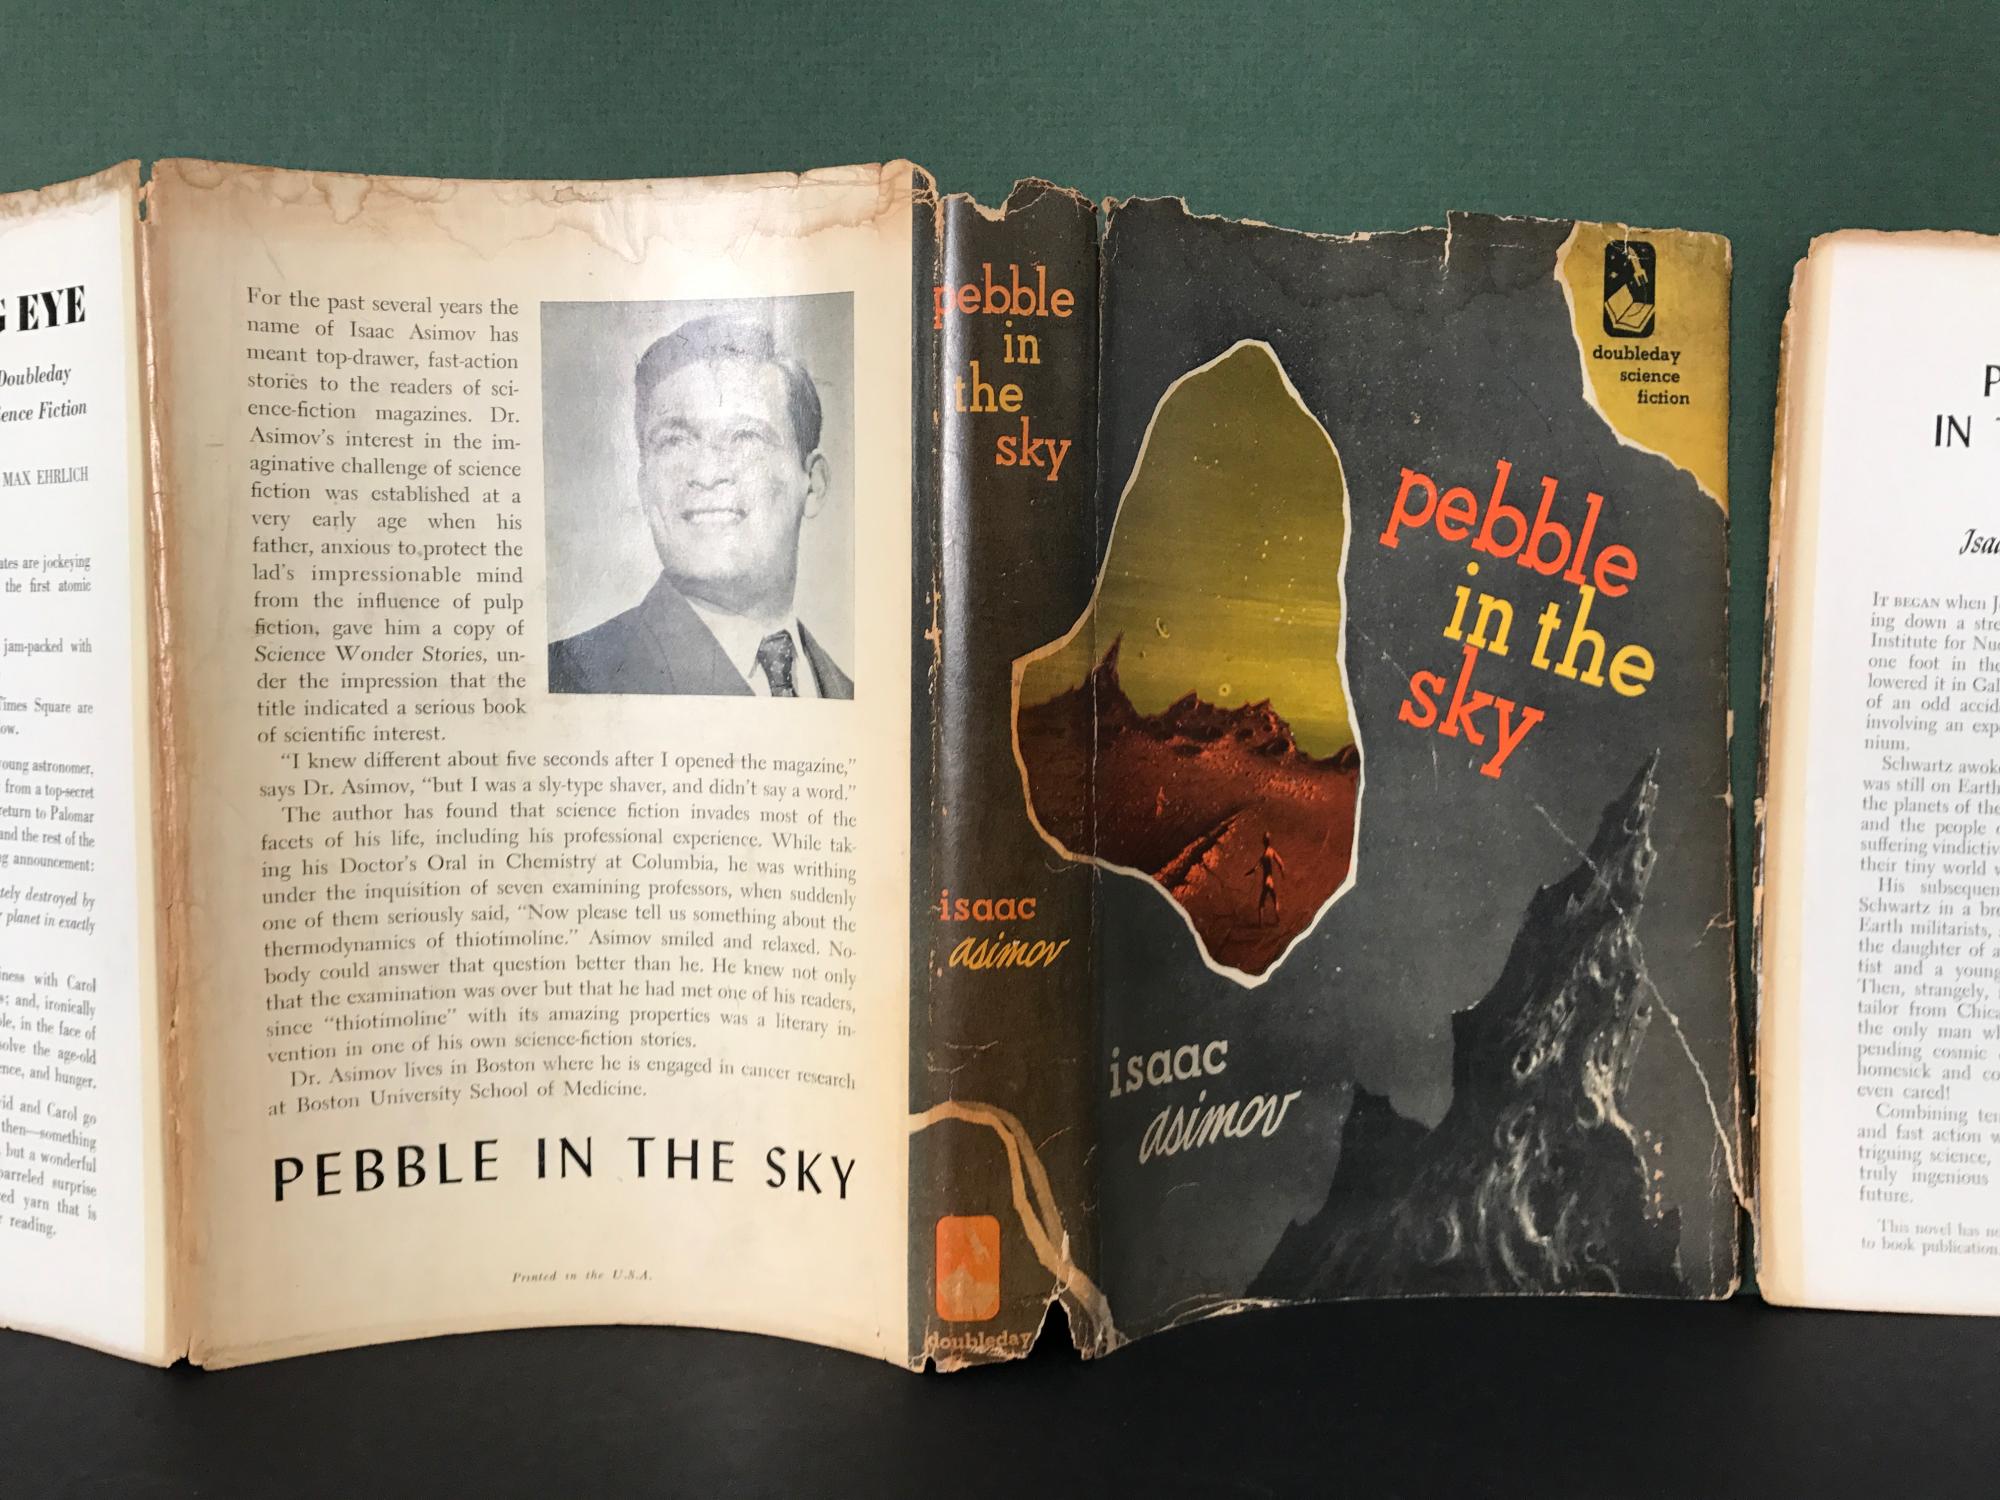 G EYE
Doubleday
ence Fiction
MAX EHRLICH
ates are jockeying
the first atomic
jam-packed with
Times Square are
ow.
oung astronomer,
from a top-secret
return to Palomar
and the rest of the
g announcement:
tely destroyed by
planet in exactly
iness with Carol
s; and, ironically
ole, in the face of
solve the age-old
ence, and hunger.
vid and Carol go
then—something
but a wonderful
barreled surprise
ed yarn that is
r reading.
For the past several years the
name of Isaac Asimov has
meant top-drawer, fast-action
stories to the readers of sci-
ence-fiction magazines. Dr.
Asimov's interest in the im-
aginative challenge of science
fiction was established at a
very early age when his
father, anxious to protect the
lad's impressionable mind
from the influence of pulp
fiction, gave him a copy of
Science Wonder Stories, un-
der the impression that the
title indicated a serious book
of scientific interest.
"I knew different about five seconds after I opened the magazine,"
says Dr. Asimov, "but I was a sly-type shaver, and didn't say a word."
The author has found that science fiction invades most of the
facets of his life, including his professional experience. While tak-
ing his Doctor's Oral in Chemistry at Columbia, he was writhing
under the inquisition of seven examining professors, when suddenly
one of them seriously said, "Now please tell us something about the
thermodynamics of thiotimoline." Asimov smiled and relaxed. No-
body could answer that question better than he. He knew not only
that the examination was over but that he had met one of his readers,
since "thiotimoline" with its amazing properties was a literary in-
vention in one of his own science-fiction stories.
Dr. Asimov lives in Boston where he is engaged in cancer research
at Boston University School of Medicine.
PEBBLE IN THE SKY
Printed in the U.S.A.
pebble
in
the
sky
isaac
asimov
doubleday
doubleday
science
fiction
pebble
in the
sky
isaac
asimov
P
IN T
Isaa
IT BEGAN when J
ing down a stre
Institute for Nuc
one foot in the
lowered it in Gal
of an odd accid
involving an exp
nium.
Schwartz awok
was still on Earth
the planets of the
and the people o
suffering vindictiv
their tiny world w
His subsequen
Schwartz in a bro
Earth militarists,
the daughter of a
tist and a young
Then, strangely,
tailor from Chica
the only man wh
pending cosmic
homesick and co
even cared!
Combining ten
and fast action w
triguing science,
truly ingenious
future.
This novel has no
to book publication.